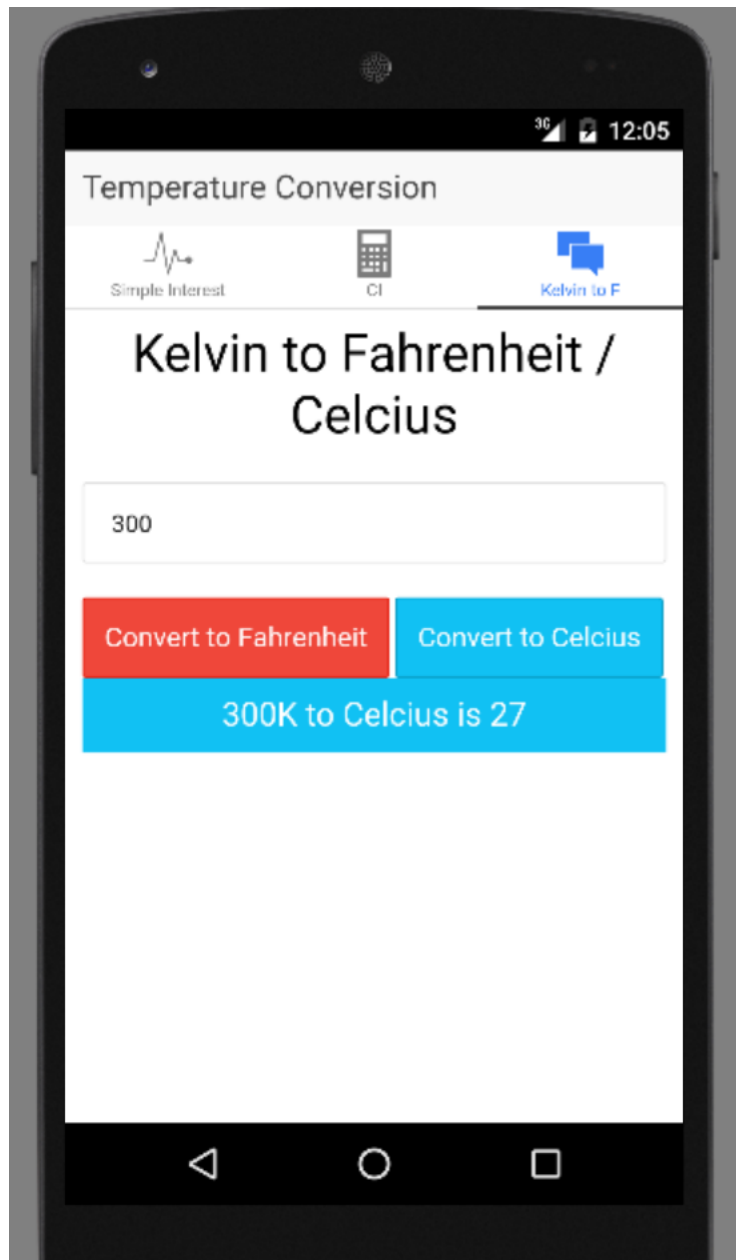 3G 12:05
Temperature Conversion
Simple Interest CI Kelvin to F
Kelvin to Fahrenheit /
Celcius
300
Convert to Fahrenheit Convert to Celcius
300K to Celcius is 27